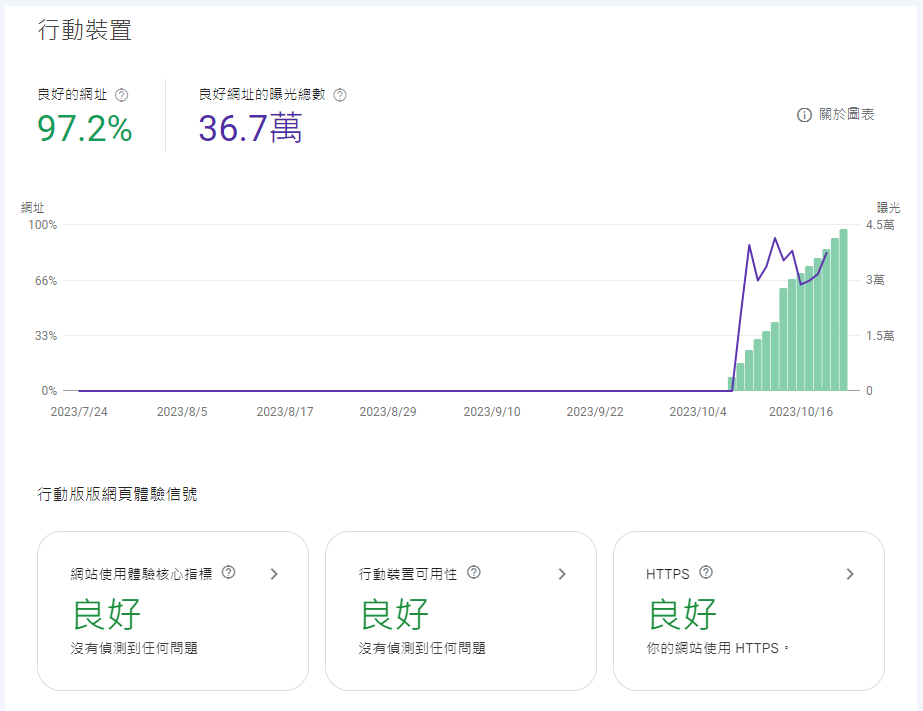 行動裝置
良好的網址
97.2%
良好網址的曝光總數
36.7萬
關於圖表
網址
曝光
100%
4.5萬
66%
3萬
33%
1.5萬
0%
0
2023/7/24 2023/8/5 2023/8/17 2023/8/29 2023/9/10 2023/9/22 2023/10/4 2023/10/16
行動版版網頁體驗信號
網站使用體驗核心指標
良好
沒有偵測到任何問題
行動裝置可用性
良好
沒有偵測到任何問題
HTTPS
良好
你的網站使用 HTTPS。